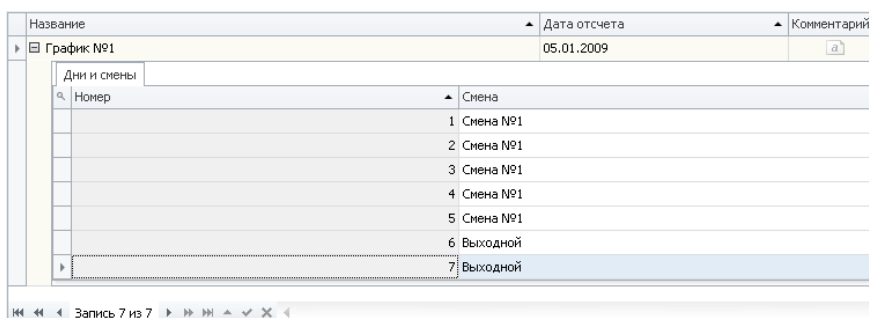 Название Дата отсчета Комментарий
График №1 05.01.2009 a
Дни и смены
Номер Смена
1 Смена №1
2 Смена №1
3 Смена №1
4 Смена №1
5 Смена №1
6 Выходной
7 Выходной
Запись 7 из 7